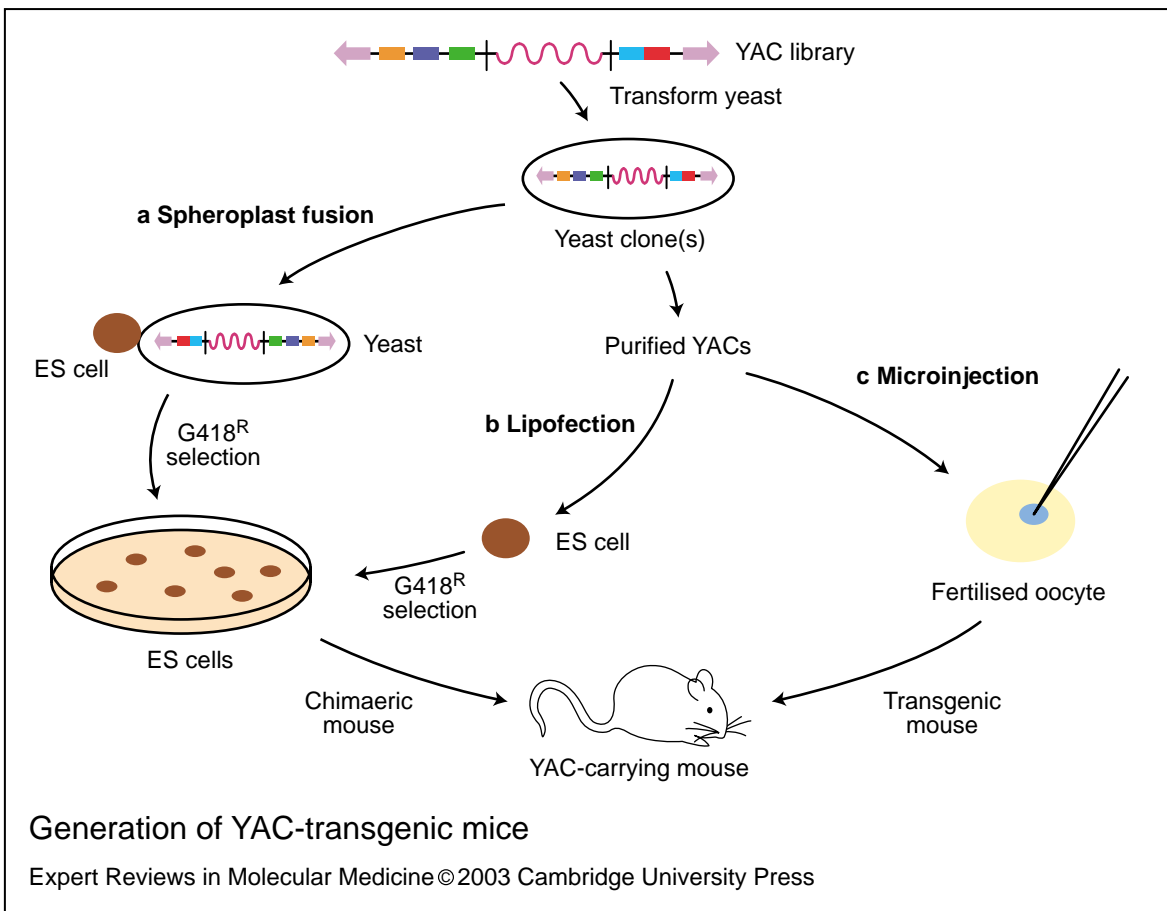 YAC library
Transform yeast
a Spheroplast fusion
Yeast clone(s)
Yeast
ES cell
Purified YACs
c Microinjection
b Lipofection
G418R
selection
ES cell
G418R
selection
Fertilised oocyte
ES cells
Chimaeric
mouse
Transgenic
mouse
YAC-carrying mouse
Generation of YAC-transgenic mice
Expert Reviews in Molecular Medicine © 2003 Cambridge University Press